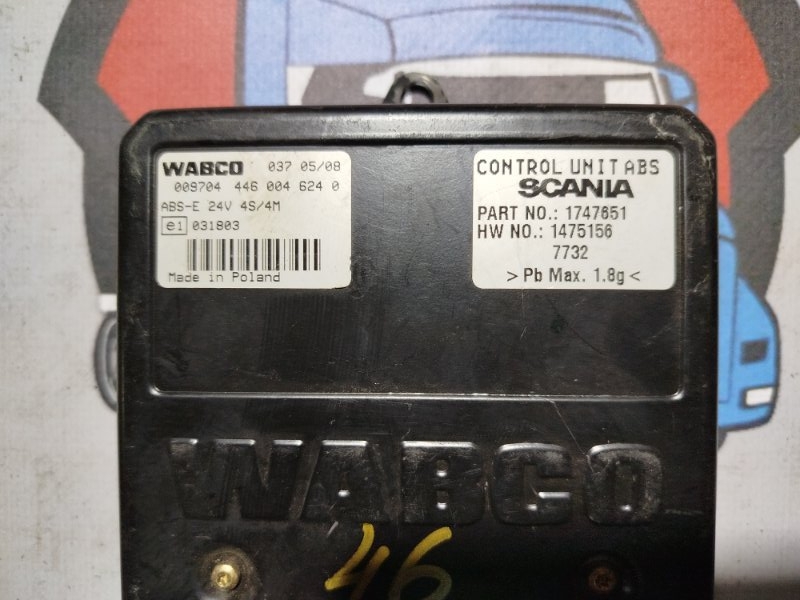 WABCO 037 05/08
009704 446 004 624 0
ABS-E 24V 4S/4M
e1 031803
Made in Poland
CONTROL UNIT ABS
SCANIA
PART NO.: 1747651
HW NO.: 1475156
7732
>Pb Max. 1.8g<
WABCO
46